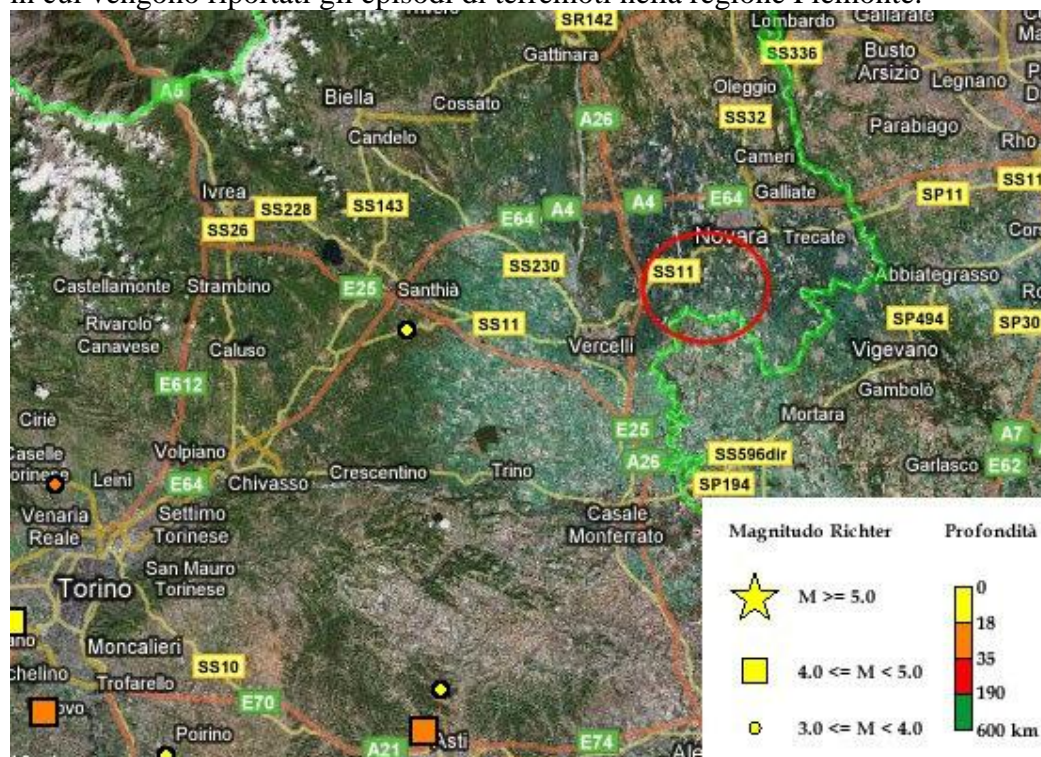 in cui vengono riportati gli episodi di terremoti nella regione Piemonte.
SR142
Lombardo
Gallarate
Gattinara
SS336
Busto
Arsizio
Legnano
Oleggio
A5
Biella
Cossato
SS32
Parabiago
A26
Candelo
Rho
Cameri
Ivrea
Galliate
SS11
SS228
SS143
E64
A4
A4
E64
SP11
SS26
Novara
Trecate
SS230
SS11
Abbiategrasso
Castellamonte
Strambino
E25
Santhià
Rivarolo
Canavese
SS11
SP494
Caluso
Vercelli
Vigevano
E612
Gambolò
Ciriè
Mortara
E25
A7
Volpiano
SS596dir
Caselle
Torinese
Leini
E64
Chivasso
Crescentino
Trino
A26
Garlasco
E62
SP194
Venaria
Reale
Settimo
Torinese
Casale
Monferrato
Magnitudo Richter
Profondità
San Mauro
Torinese
Torino
M >= 5.0
0
18
35
190
600 km
Moncalieri
SS10
4.0 <= M < 5.0
Trofarello
E70
3.0 <= M < 4.0
Poirino
A21
Asti
E74